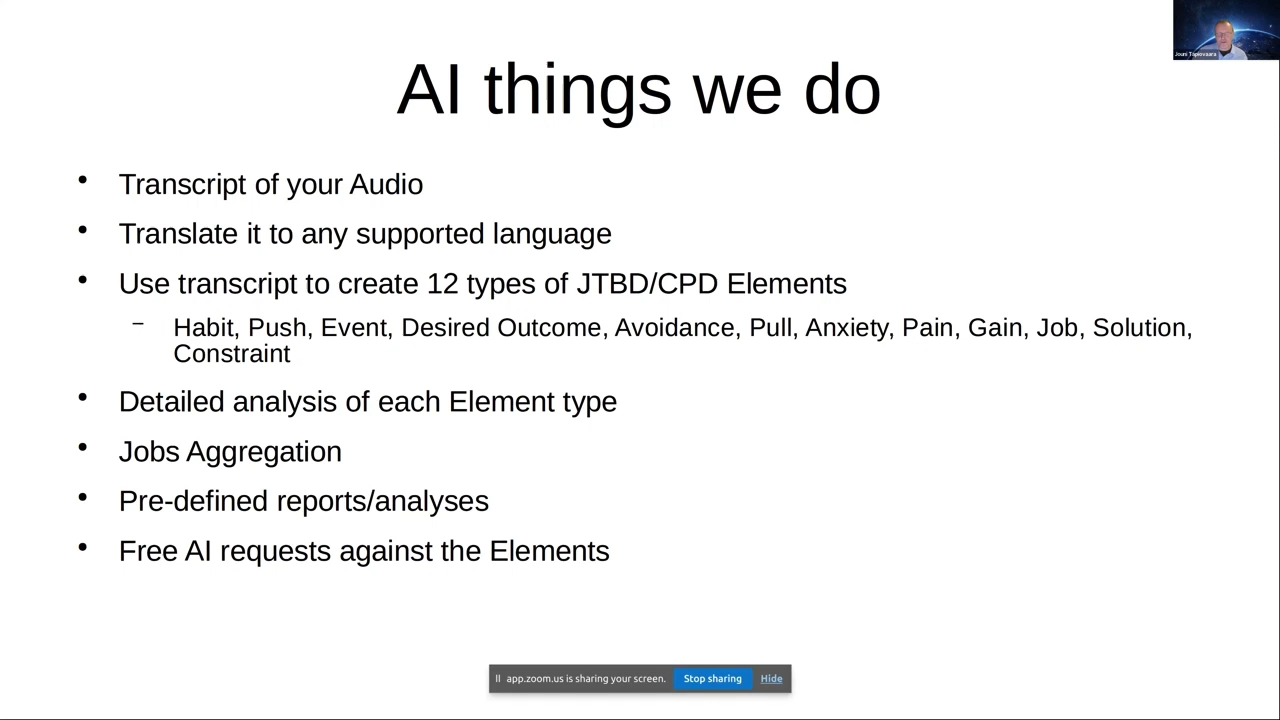 Jouni Tapiovaara
AI things we do
• Transcript of your Audio
• Translate it to any supported language
• Use transcript to create 12 types of JTBD/CPD Elements
– Habit, Push, Event, Desired Outcome, Avoidance, Pull, Anxiety, Pain, Gain, Job, Solution,
Constraint
• Detailed analysis of each Element type
• Jobs Aggregation
• Pre-defined reports/analyses
• Free AI requests against the Elements
app.zoom.us is sharing your screen. Stop sharing Hide